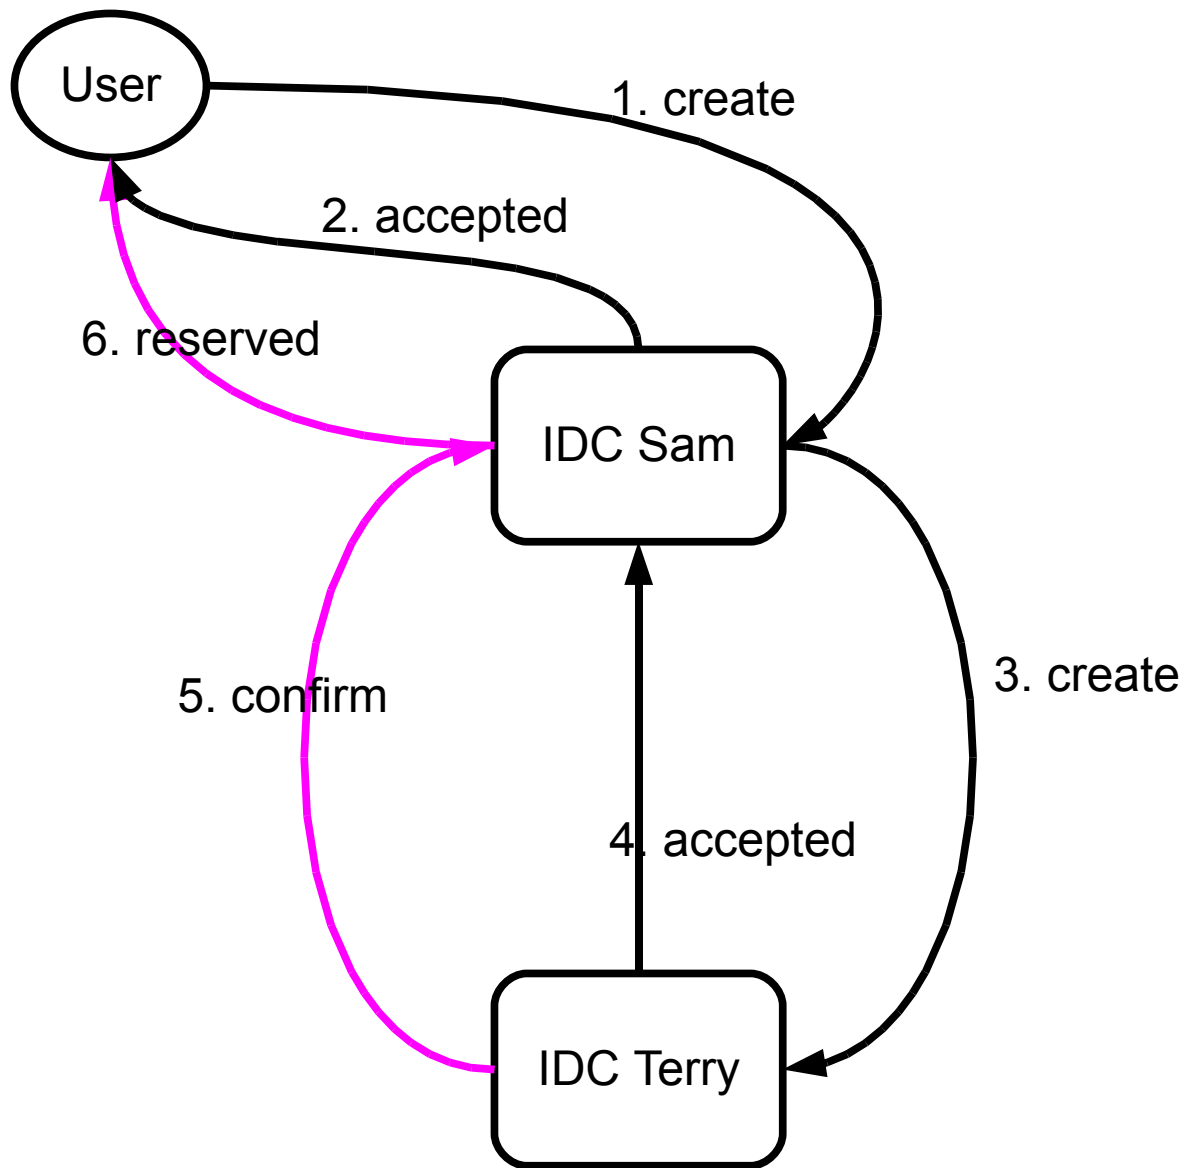 User
1. create
2. accepted
6. reserved
IDC Sam
3. create
5. confirm
4. accepted
IDC Terry